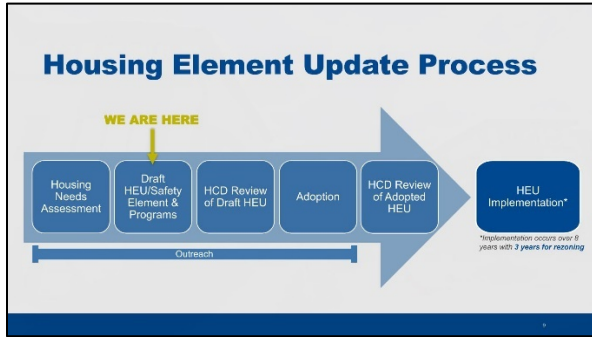 Housing Element Update Process
WE ARE HERE
Housing
Needs
Assessment
Draft
HEU/Safety
Element &
Programs
HCD Review
of Draft HEU
Adoption
HCD Review
of Adopted
HEU
HEU
Implementation*
*Implementation occurs over 8
years with 3 years for rezoning
Outreach